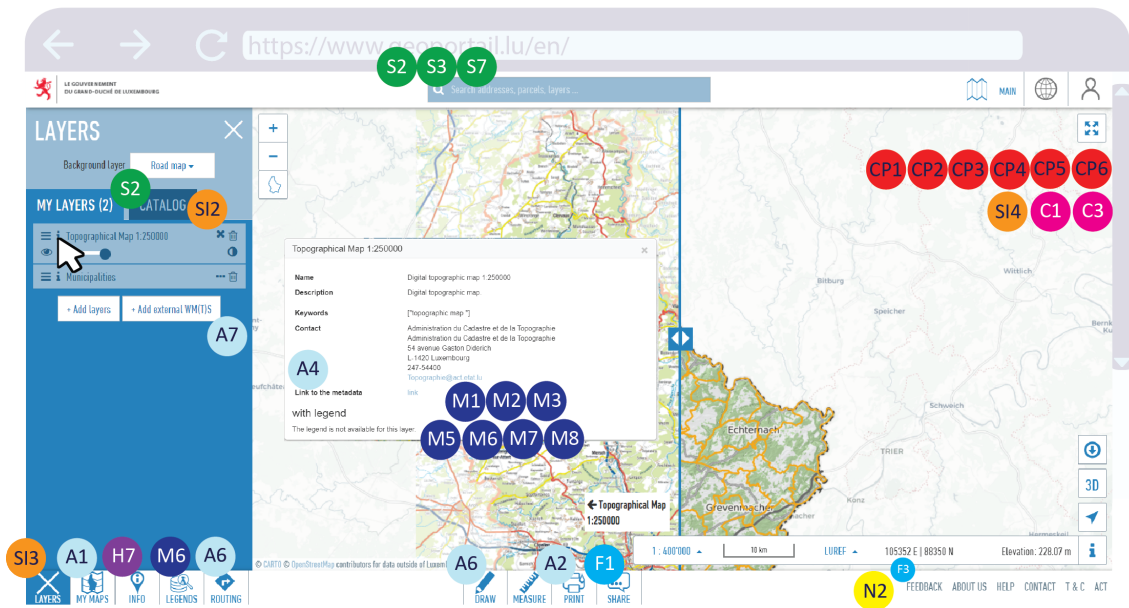 https://www.geoportail.lu/en/
S2 S3 S7
LE GOUVERNEMENT
DU GRAND-DUCHÉ DE LUXEMBOURG
Search addresses, parcels, layers ...
MAIN
LAYERS
Background layer
Road map
S2
MY LAYERS (2)
CATALOG
SI2
Topographical Map 1:250000
Municipalities
+ Add layers
+ Add external WM(T)S
A7
+
−
CP1 CP2 CP3 CP4 CP5 CP6
SI4 C1 C3
Topographical Map 1:250000
Name Digital topographic map 1:250000
Description Digital topographic map.
Keywords ["topographic map "]
Contact Administration du Cadastre et de la Topographie
Administration du Cadastre et de la Topographie
54 avenue Gaston Diderich
L-1420 Luxembourg
247-54400
Topographie@act.etat.lu
A4
Link to the metadata link
M1 M2 M3
with legend
The legend is not available for this layer.
M5 M6 M7 M8
Bitburg
Wittlich
Speicher
Schweich
Echternach
TRIER
Konz
Grevenmacher
Hermeskeil
3D
← Topographical Map
1:250000
1 : 400'000
10 km
LUREF
105352 E | 88350 N
Elevation: 228.07 m
i
© CARTO © OpenStreetMap contributors for data outside of Luxem
SI3 A1 H7 M6 A6
LAYERS MY MAPS INFO LEGENDS ROUTING
A6 A2 F1
DRAW MEASURE PRINT SHARE
N2 F3
FEEDBACK ABOUT US HELP CONTACT T & C ACT